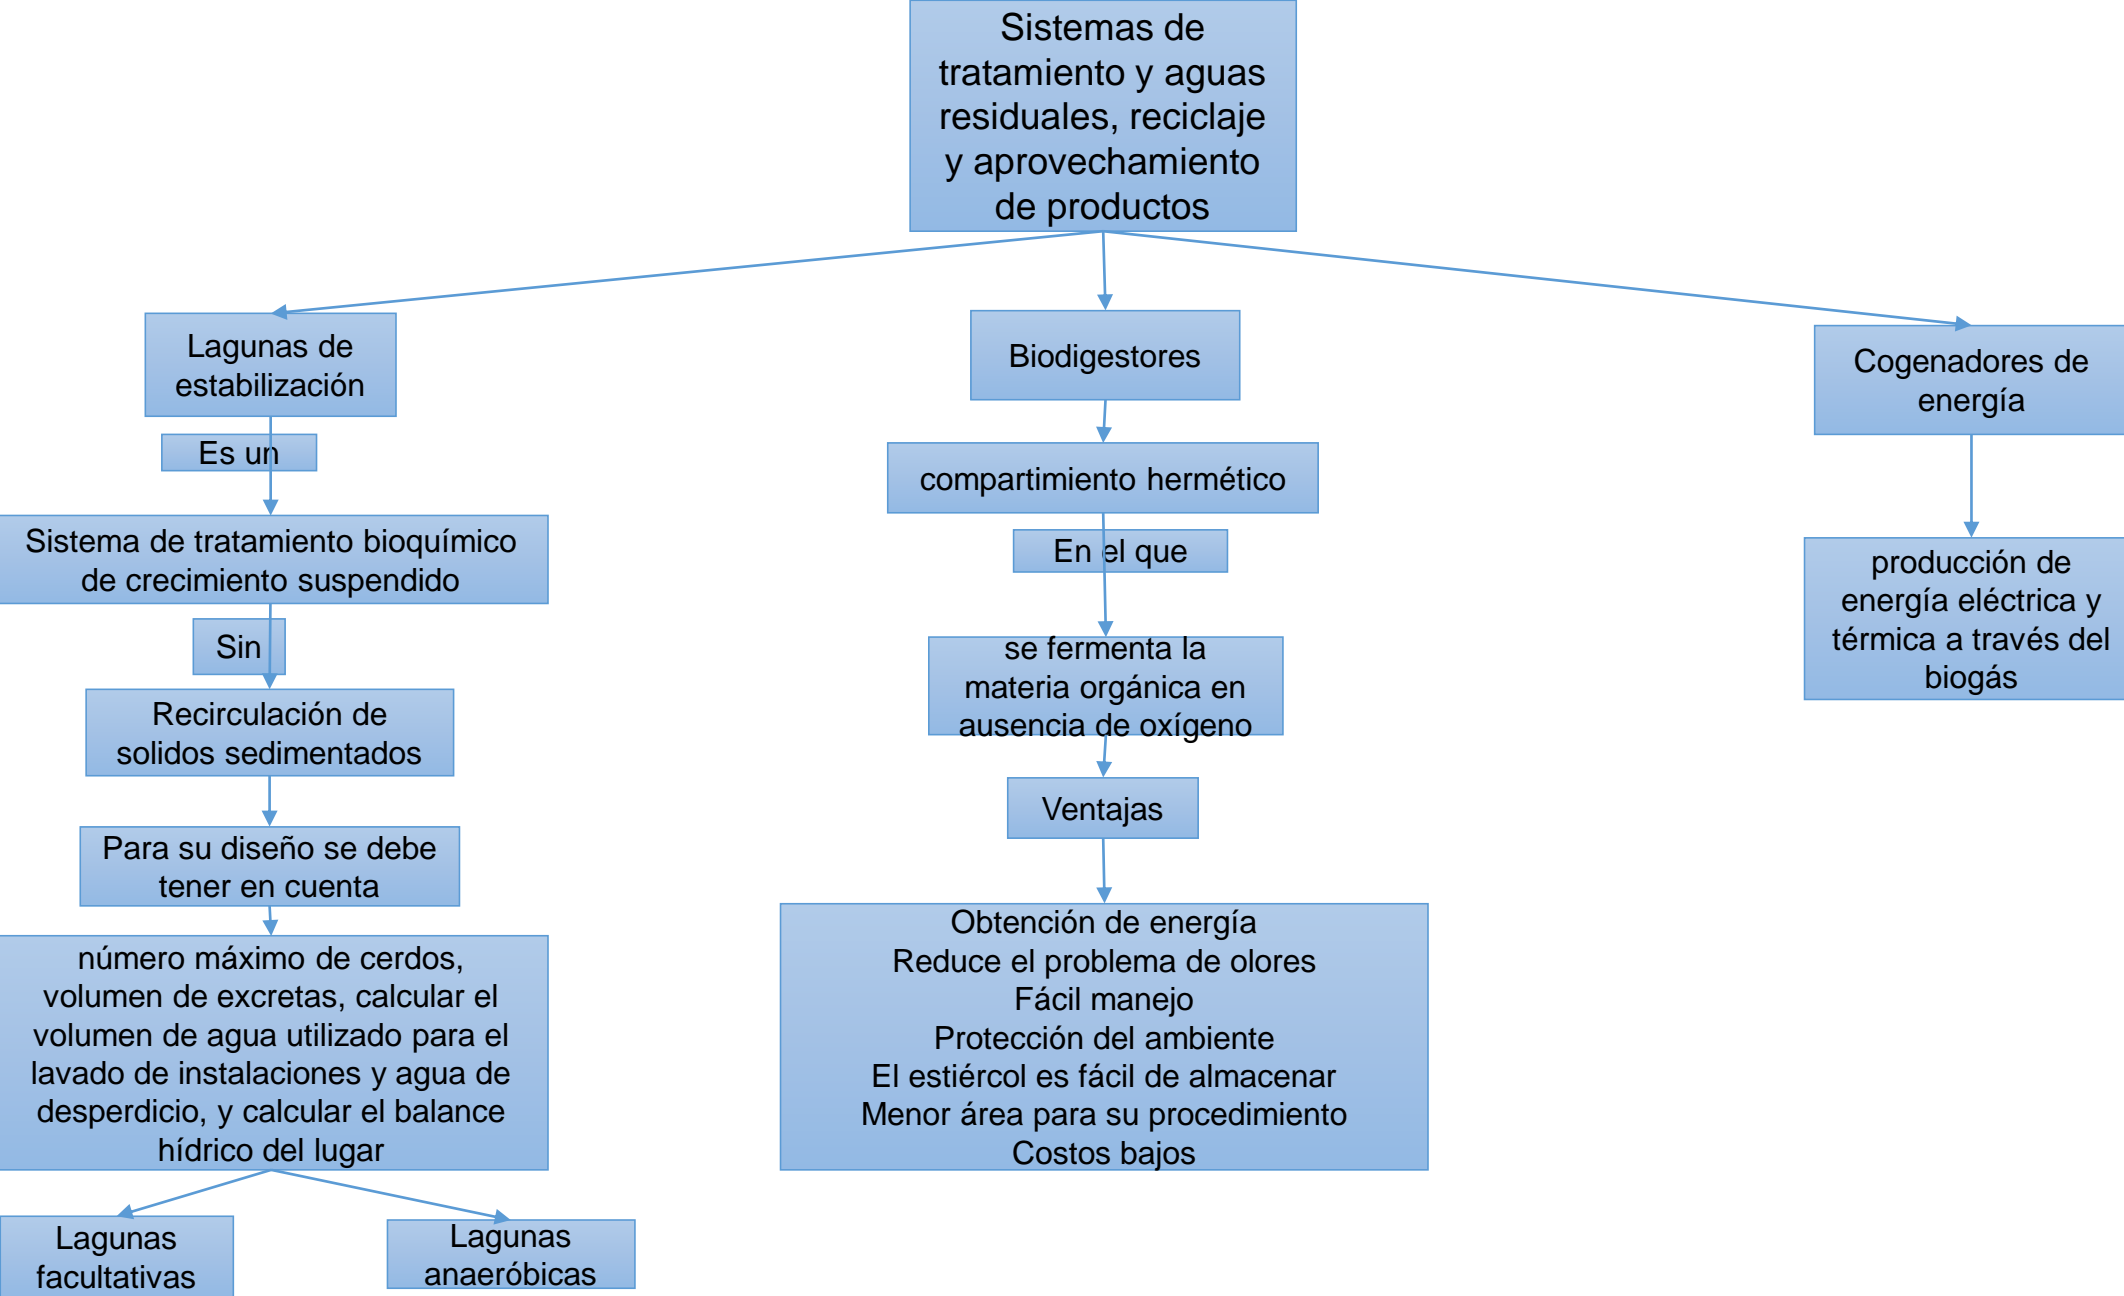 Sistemas de
tratamiento y aguas
residuales, reciclaje
y aprovechamiento
de productos
Lagunas de
estabilización
Es un
Sistema de tratamiento bioquímico
de crecimiento suspendido
Sin
Recirculación de
solidos sedimentados
Para su diseño se debe
tener en cuenta
número máximo de cerdos,
volumen de excretas, calcular el
volumen de agua utilizado para el
lavado de instalaciones y agua de
desperdicio, y calcular el balance
hídrico del lugar
Lagunas
facultativas
Lagunas
anaeróbicas
Biodigestores
compartimiento hermético
En el que
se fermenta la
materia orgánica en
ausencia de oxígeno
Ventajas
Obtención de energía
Reduce el problema de olores
Fácil manejo
Protección del ambiente
El estiércol es fácil de almacenar
Menor área para su procedimiento
Costos bajos
Cogenadores de
energía
producción de
energía eléctrica y
térmica a través del
biogás